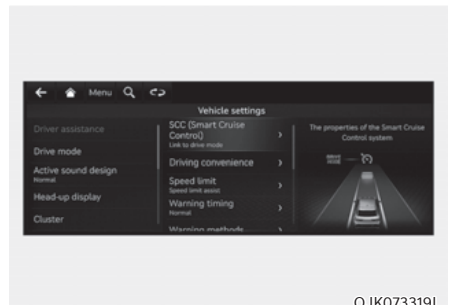 Menu
Vehicle settings
Driver assistance
Drive mode
Active sound design
Normal
Head-up display
Cluster
SCC (Smart Cruise
Control)
Link to drive mode
Driving convenience
Speed limit
Speed limit assist
Warning timing
Normal
Warning methods
The properties of the Smart Cruise
Control system
DRIVE
MODE
OJK073319L